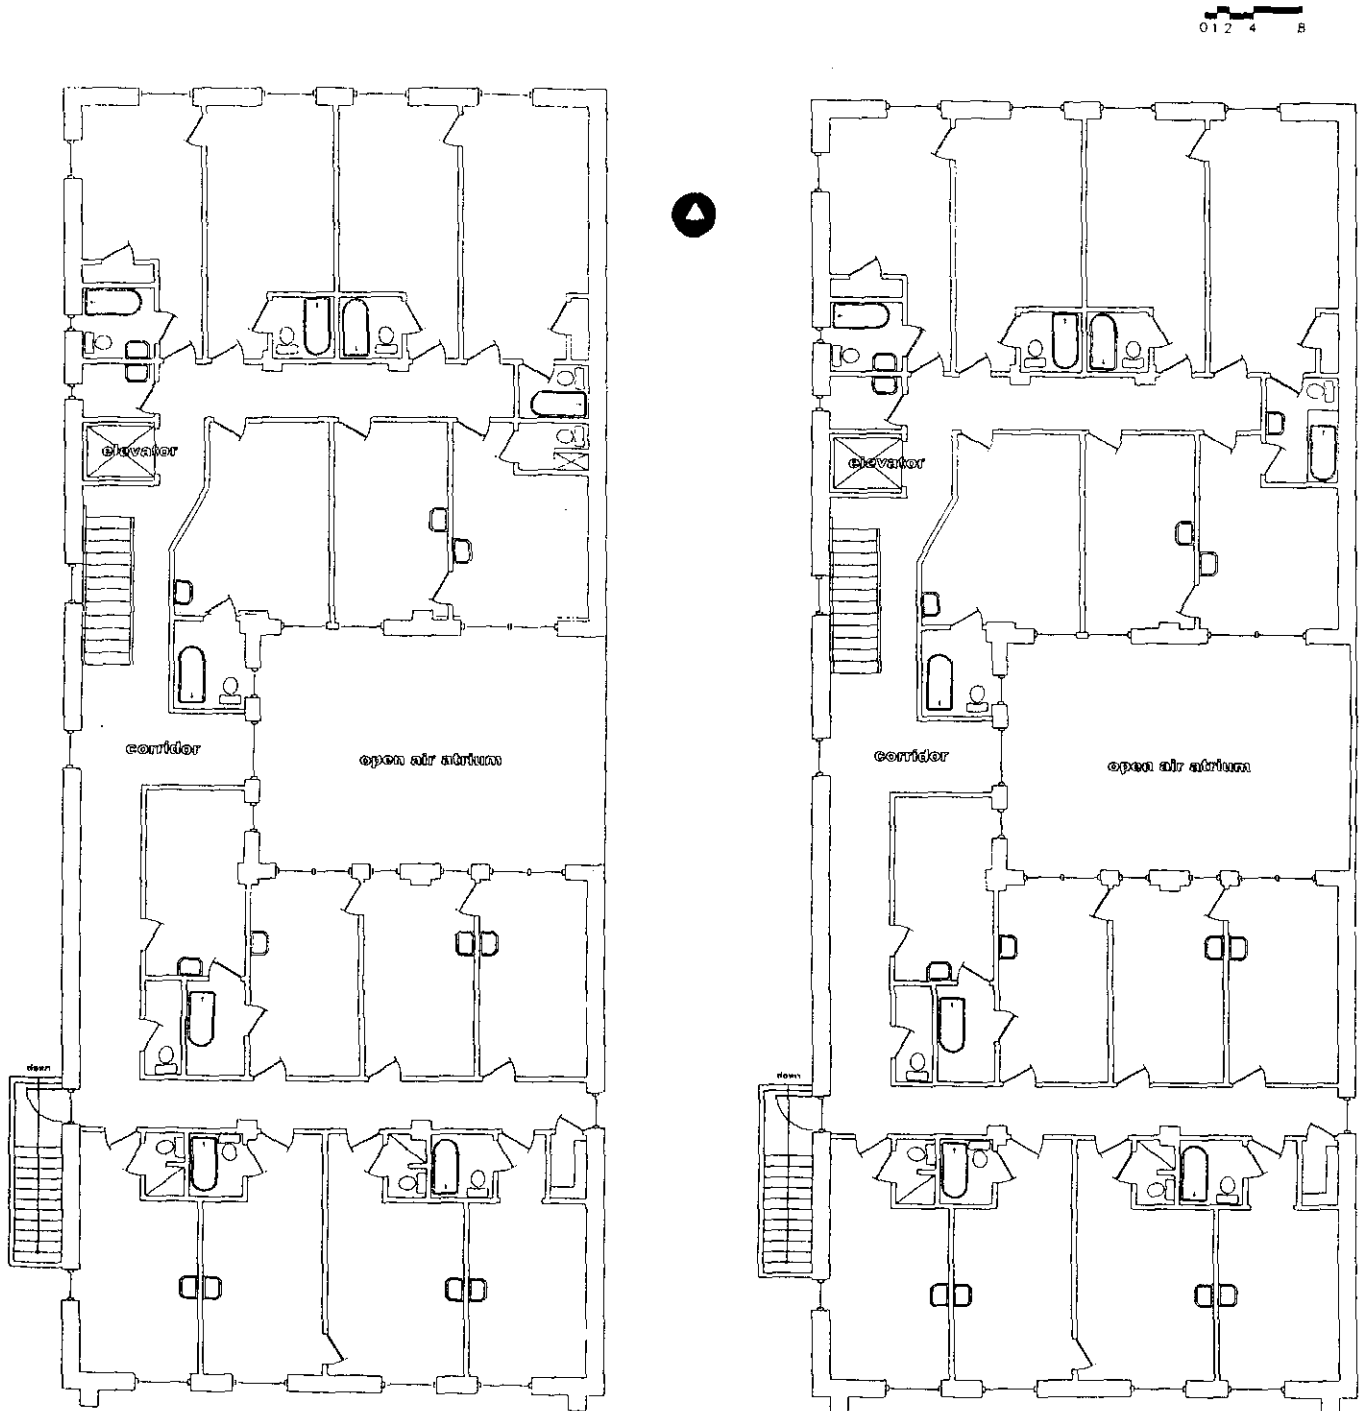 0 1 2 4 8
elevator
elevator
corridor
open air atrium
corridor
open air atrium
down
down